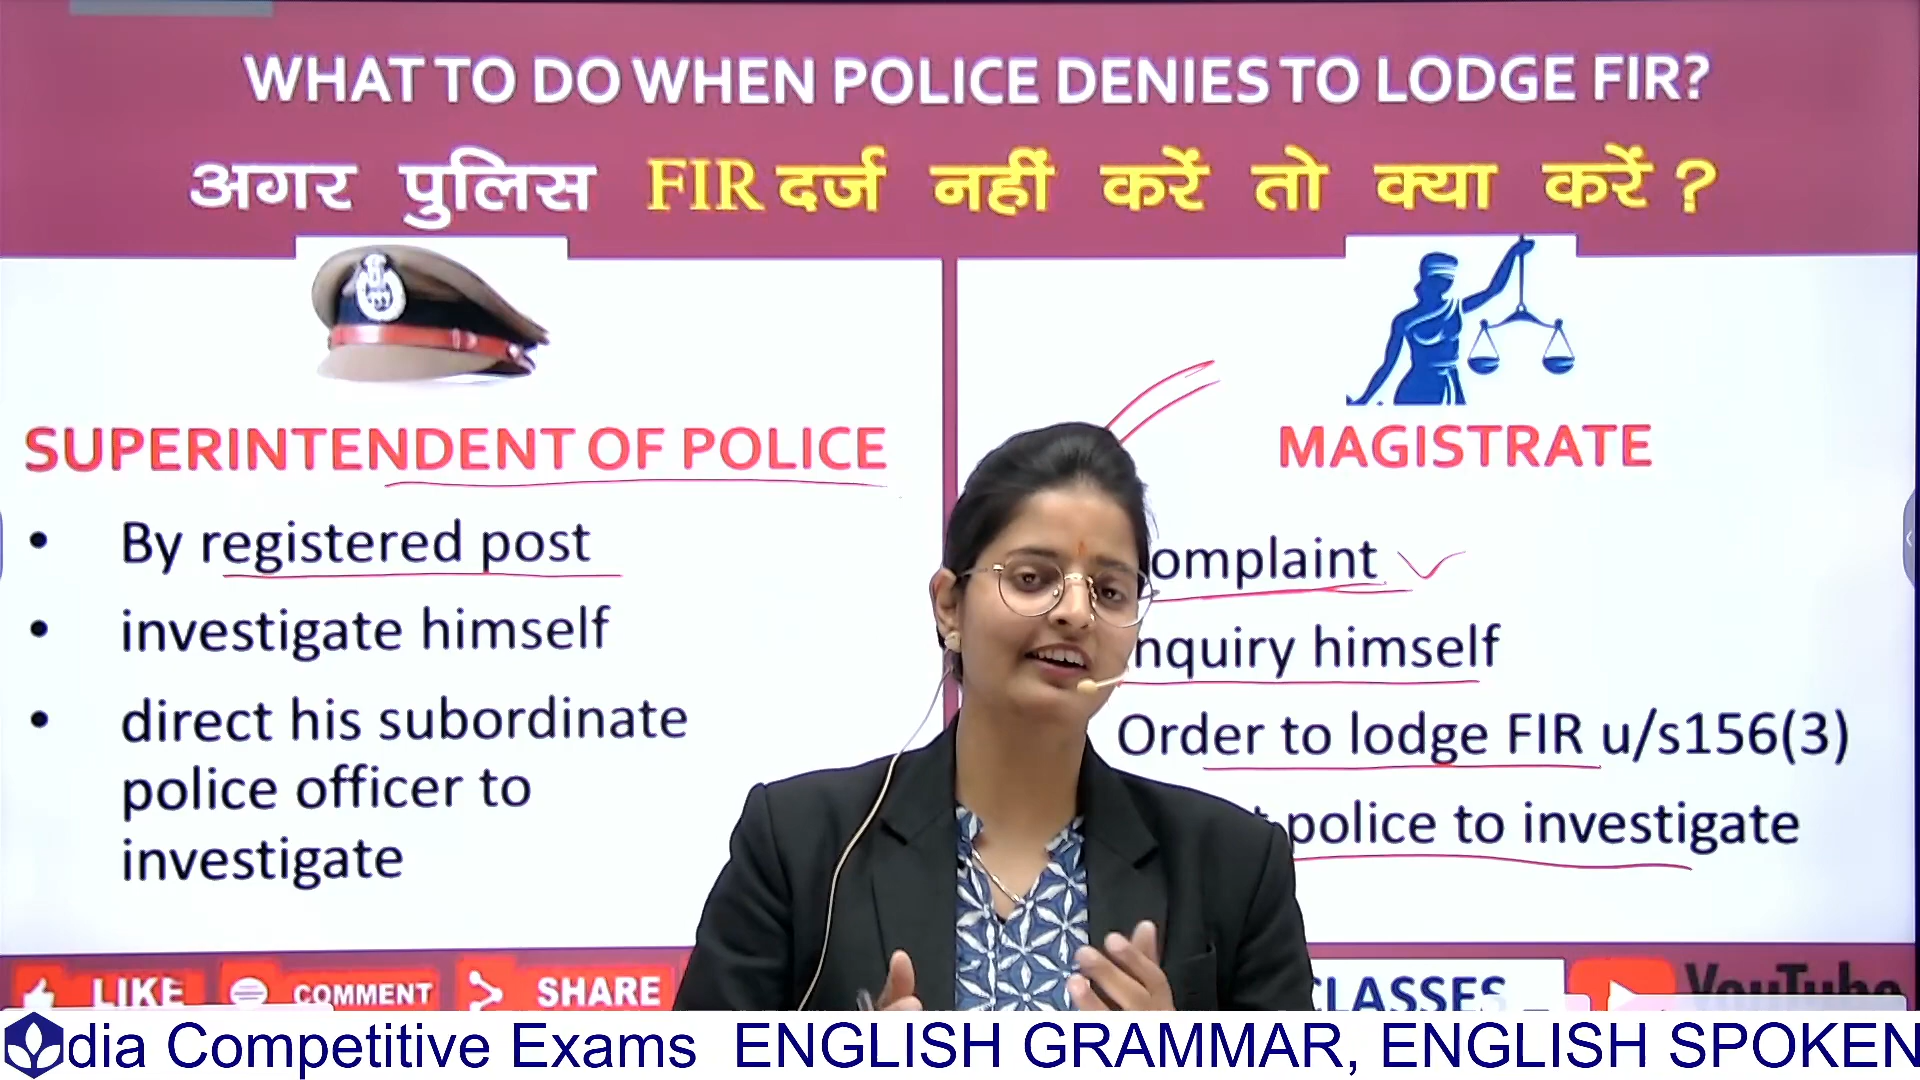 WHAT TO DO WHEN POLICE DENIES TO LODGE FIR?
अगर पुलिस FIR दर्ज नहीं करें तो क्या करें ?
SUPERINTENDENT OF POLICE
• By registered post
• investigate himself
• direct his subordinate
police officer to
investigate
MAGISTRATE
omplaint
nquiry himself
Order to lodge FIR u/s156(3)
police to investigate
LIKE
COMMENT
SHARE
CLASSES
YouTube
dia Competitive Exams ENGLISH GRAMMAR, ENGLISH SPOKEN